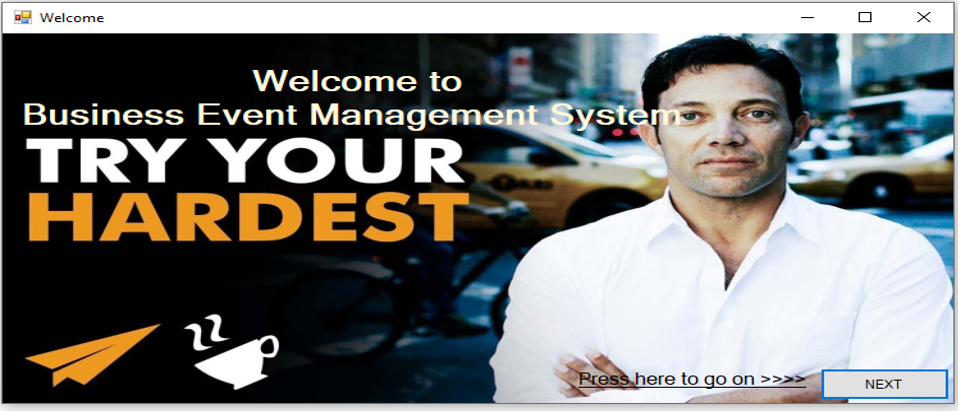 Welcome
Welcome to
Business Event Management System
TRY YOUR
HARDEST
Press here to go on >>>>
NEXT